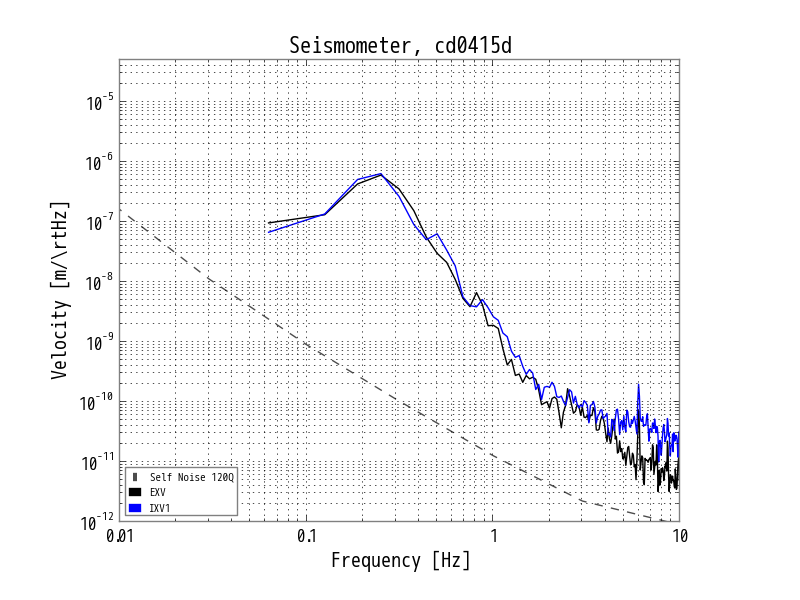 Seismometer, cd0415d
Velocity [m/\rtHz]
10^-5
10^-6
10^-7
10^-8
10^-9
10^-10
10^-11
10^-12
Self Noise 120Q
EXV
IXV1
0.01 0.1 1 10
Frequency [Hz]